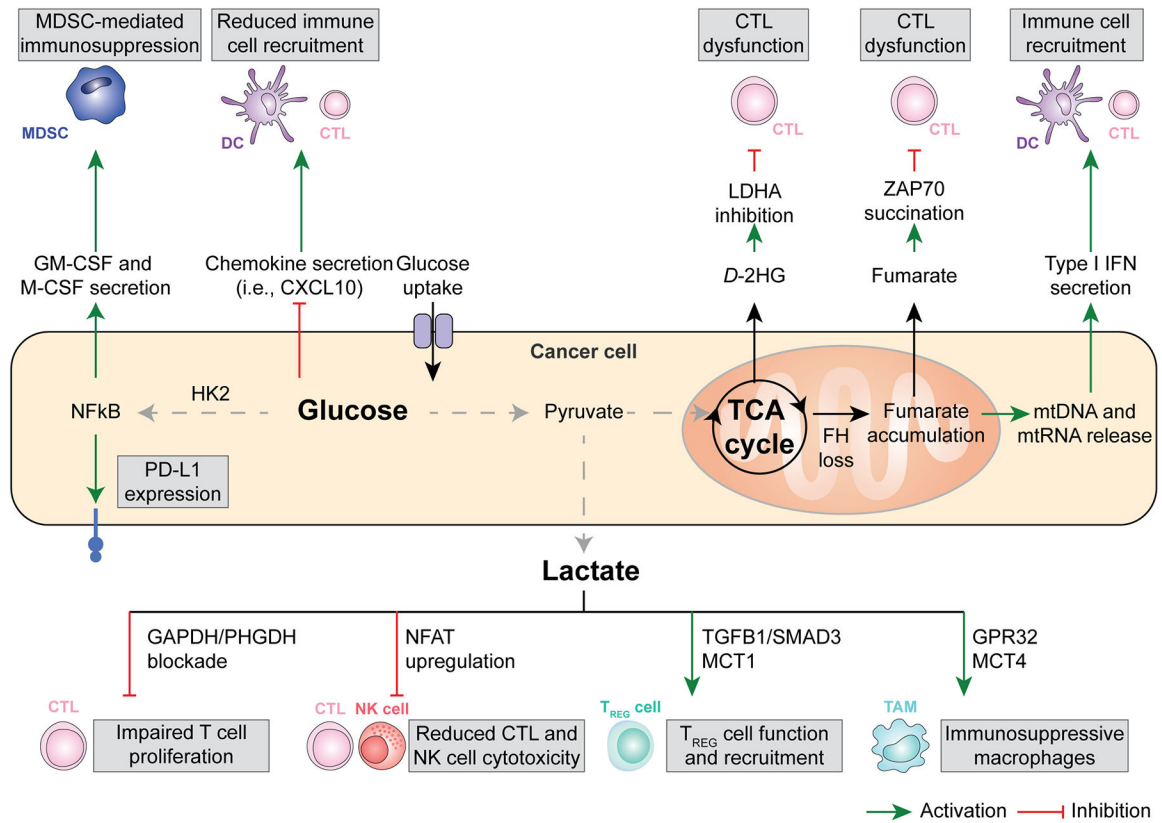 MDSC-mediated
immunosuppression
Reduced immune
cell recruitment
CTL
dysfunction
CTL
dysfunction
Immune cell
recruitment
MDSC
DC
CTL
CTL
CTL
DC
CTL
LDHA
inhibition
ZAP70
succination
GM-CSF and
M-CSF secretion
Chemokine secretion
(i.e., CXCL10)
Glucose
uptake
D-2HG
Fumarate
Type I IFN
secretion
Cancer cell
NFkB
HK2
Glucose
Pyruvate
TCA
cycle
FH
loss
Fumarate
accumulation
mtDNA and
mtRNA release
PD-L1
expression
Lactate
GAPDH/PHGDH
blockade
NFAT
upregulation
TGFB1/SMAD3
MCT1
GPR32
MCT4
CTL
Impaired T cell
proliferation
CTL
NK cell
Reduced CTL and
NK cell cytotoxicity
TREG cell
TREG cell function
and recruitment
TAM
Immunosuppressive
macrophages
Activation
Inhibition